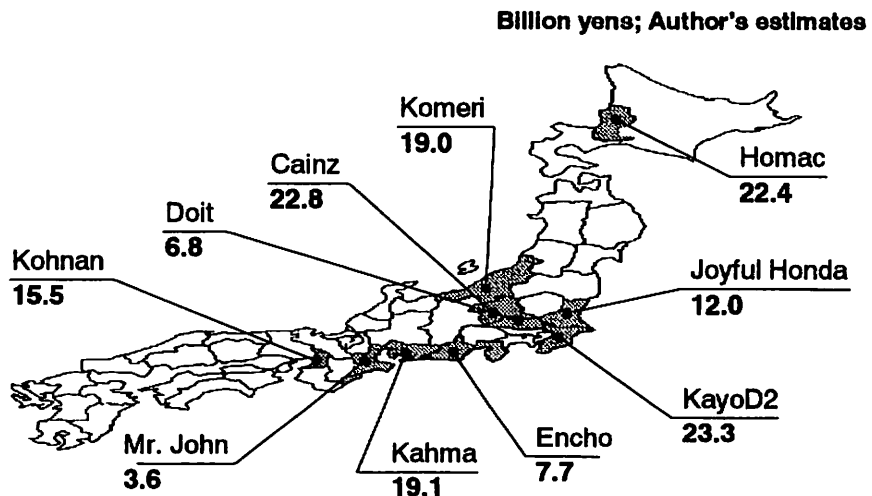 Billion yens; Author's estimates
Komeri
19.0
Homac
22.4
Cainz
22.8
Doit
6.8
Kohnan
15.5
Joyful Honda
12.0
KayoD2
23.3
Mr. John
3.6
Kahma
19.1
Encho
7.7